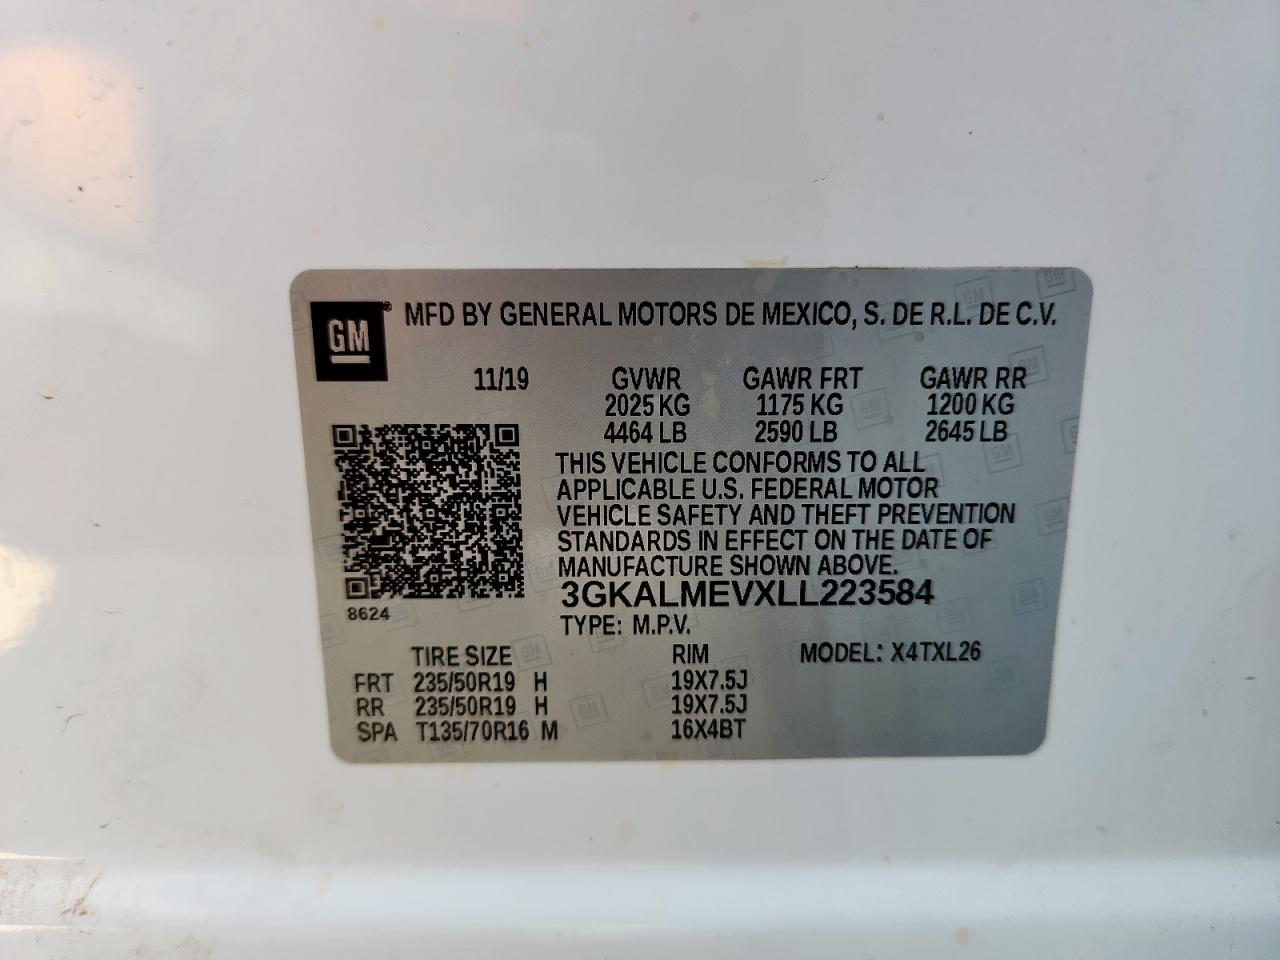 GM ® MFD BY GENERAL MOTORS DE MEXICO, S. DE R.L. DE C.V.
11/19 GVWR GAWR FRT GAWR RR
2025 KG 1175 KG 1200 KG
4464 LB 2590 LB 2645 LB
THIS VEHICLE CONFORMS TO ALL
APPLICABLE U.S. FEDERAL MOTOR
VEHICLE SAFETY AND THEFT PREVENTION
STANDARDS IN EFFECT ON THE DATE OF
MANUFACTURE SHOWN ABOVE.
3GKALMEVXLL223584
8624
TYPE: M.P.V.
TIRE SIZE RIM MODEL: X4TXL26
FRT 235/50R19 H 19X7.5J
RR 235/50R19 H 19X7.5J
SPA T135/70R16 M 16X4BT